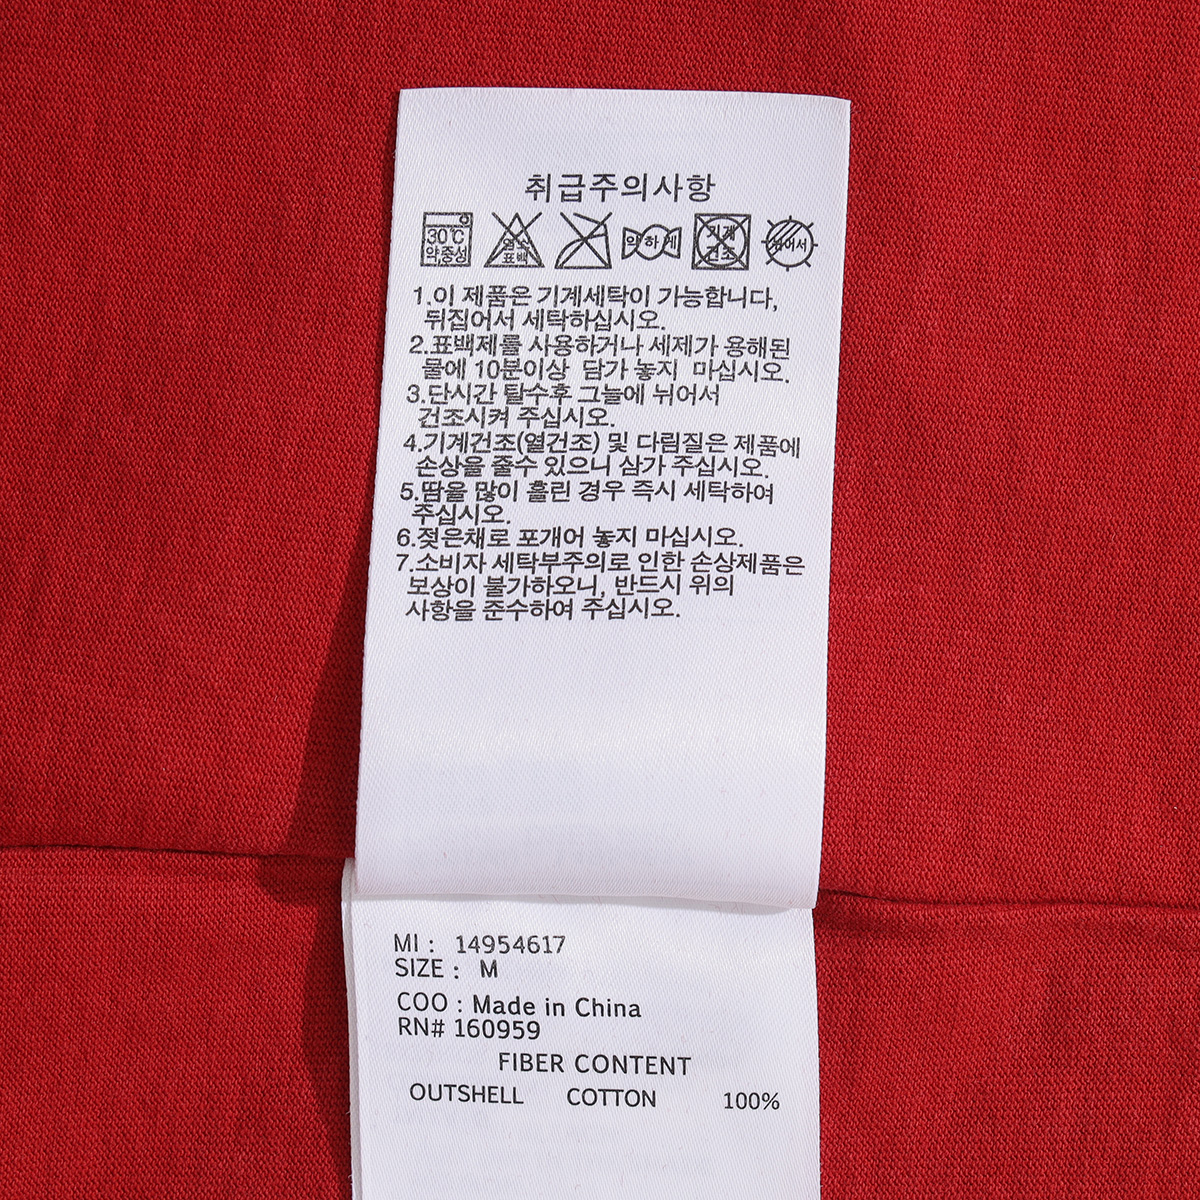 취급주의사항
30℃ 약하게 기계 뉘어서
약중성 표백 건조
1.이 제품은 기계세탁이 가능합니다,
뒤집어서 세탁하십시오.
2.표백제를 사용하거나 세제가 용해된
물에 10분이상 담가 놓지 마십시오.
3.단시간 탈수후 그늘에 뉘어서
건조시켜 주십시오.
4.기계건조(열건조) 및 다림질은 제품에
손상을 줄수 있으니 삼가 주십시오.
5.땀을 많이 흘린 경우 즉시 세탁하여
주십시오.
6.젖은채로 포개어 놓지 마십시오.
7.소비자 세탁부주의로 인한 손상제품은
보상이 불가하오니, 반드시 위의
사항을 준수하여 주십시오.
MI : 14954617
SIZE : M
COO : Made in China
RN# 160959
FIBER CONTENT
OUTSHELL COTTON 100%